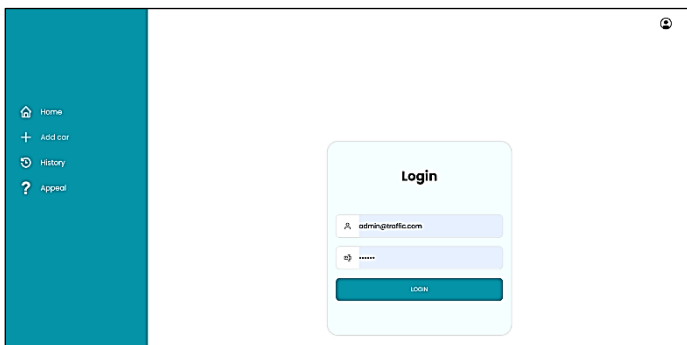 Home
Add car
History
Appeal
Login
admin@traffic.com
••••••
LOGIN